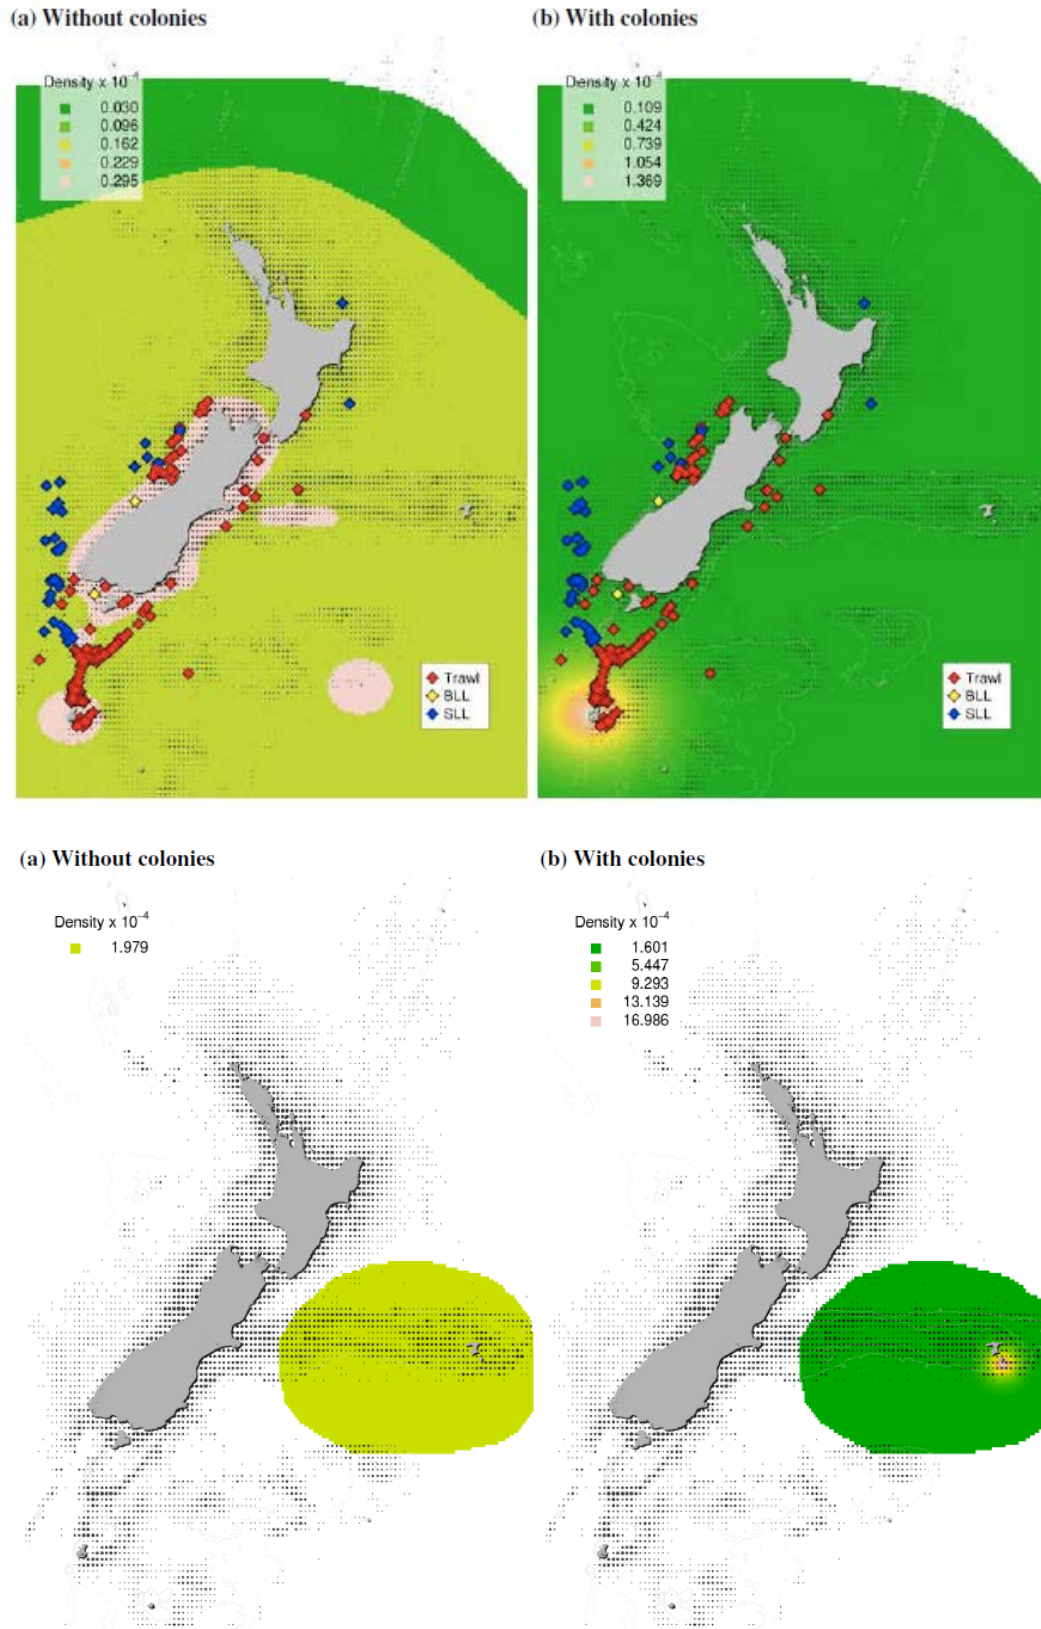 (a) Without colonies
(b) With colonies
Density x 10⁻⁴
0.030
0.096
0.162
0.229
0.295
Density x 10⁻⁴
0.109
0.424
0.739
1.054
1.369
Trawl
BLL
SLL
Trawl
BLL
SLL
(a) Without colonies
(b) With colonies
Density x 10⁻⁴
1.979
Density x 10⁻⁴
1.601
5.447
9.293
13.139
16.986